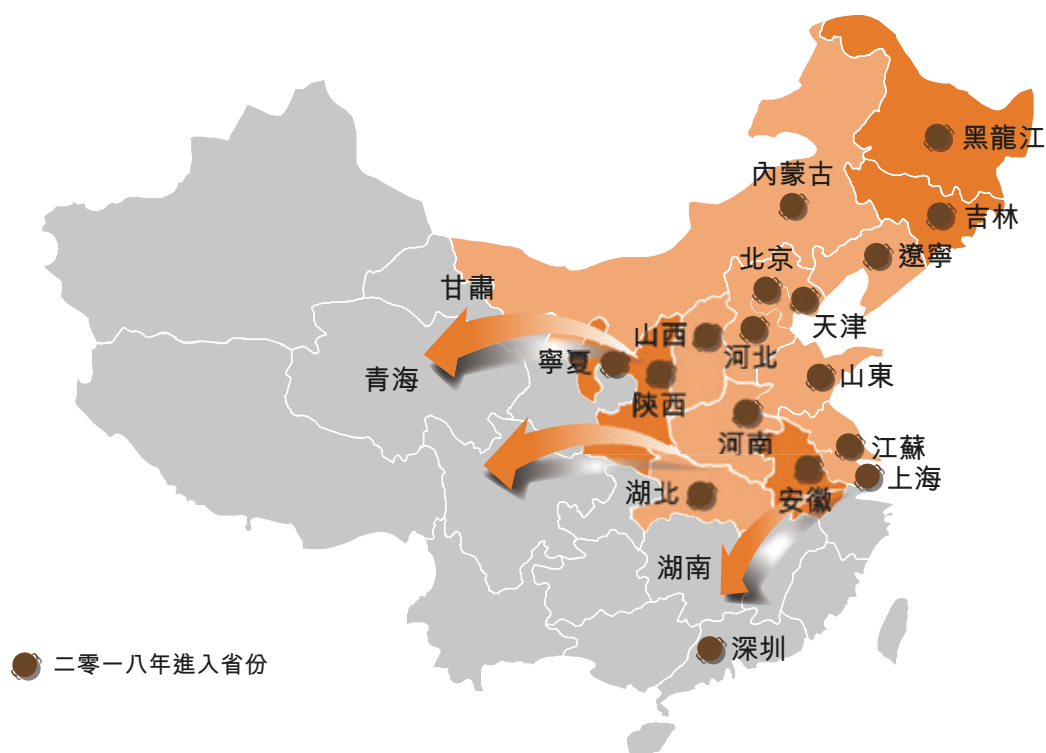 黑龍江
內蒙古
吉林
北京
遼寧
甘肅
天津
山西
河北
寧夏
青海
山東
陝西
河南
江蘇
上海
湖北
安徽
湖南
深圳
二零一八年進入省份